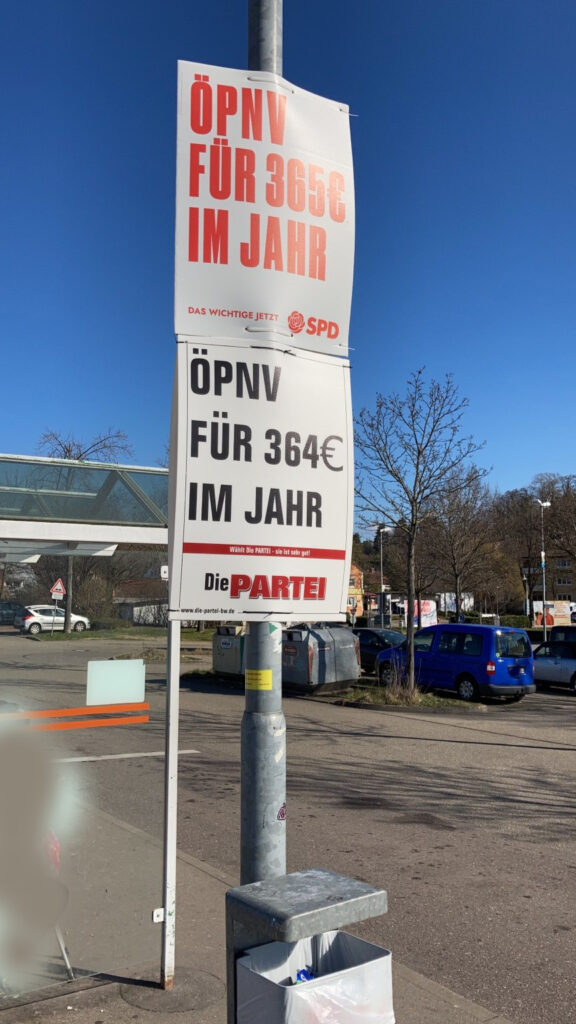 ÖPNV
FÜR 365€
IM JAHR
DAS WICHTIGE JETZT
SPD
ÖPNV
FÜR 364€
IM JAHR
Wählt Die PARTEI - sie ist sehr gut!
Die PARTEI
www.die-partei-bw.de